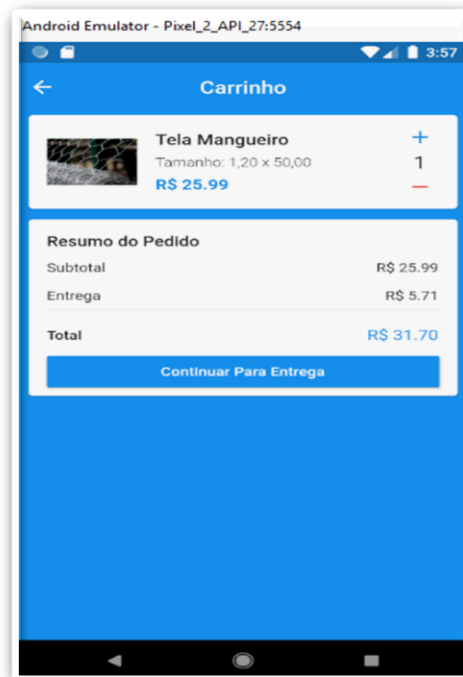 Android Emulator - Pixel_2_API_27:5554
3:57
Carrinho
Tela Mangueiro
+
Tamanho: 1,20 x 50,00
1
R$ 25.99
Resumo do Pedido
Subtotal R$ 25.99
Entrega R$ 5.71
Total R$ 31.70
Continuar Para Entrega